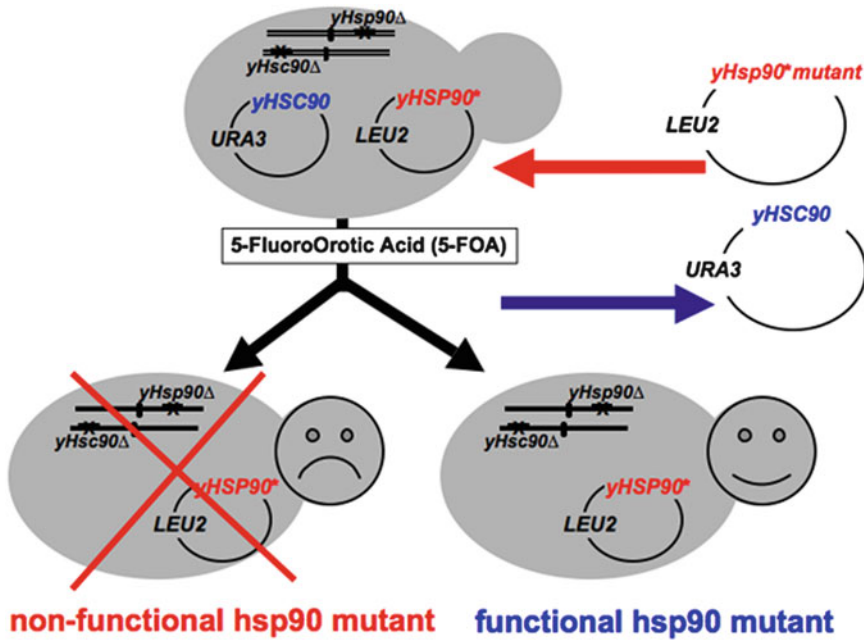 yHsp90Δ
yHsc90Δ
yHSC90
URA3
yHSP90*
LEU2
yHsp90*mutant
LEU2
yHSC90
URA3
5-FluoroOrotic Acid (5-FOA)
yHsp90Δ
yHsc90Δ
yHSP90*
LEU2
yHsp90Δ
yHsc90Δ
yHSP90*
LEU2
non-functional hsp90 mutant
functional hsp90 mutant